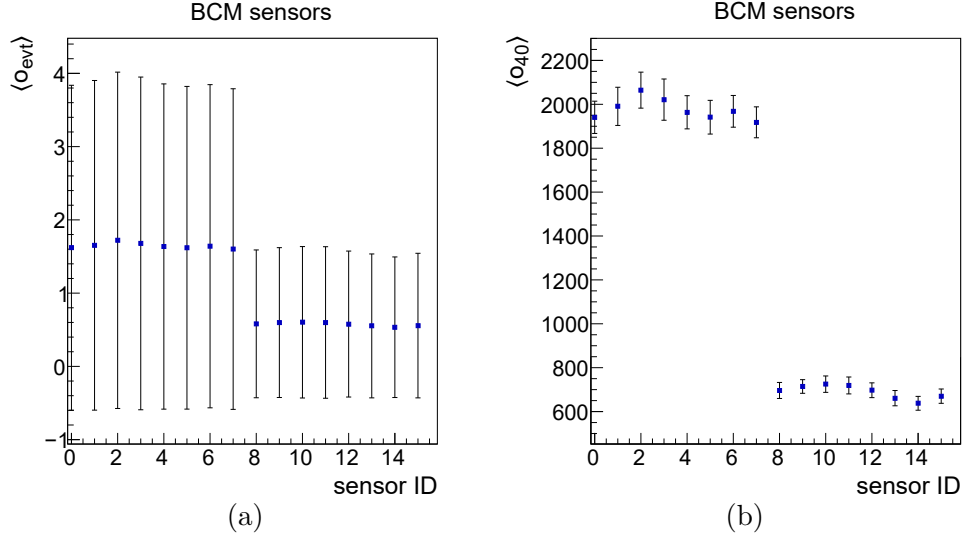 BCM sensors
⟨o_evt⟩
4
3
2
1
0
−1
0 2 4 6 8 10 12 14
sensor ID
(a)
BCM sensors
⟨o_40⟩
2200
2000
1800
1600
1400
1200
1000
800
600
0 2 4 6 8 10 12 14
sensor ID
(b)